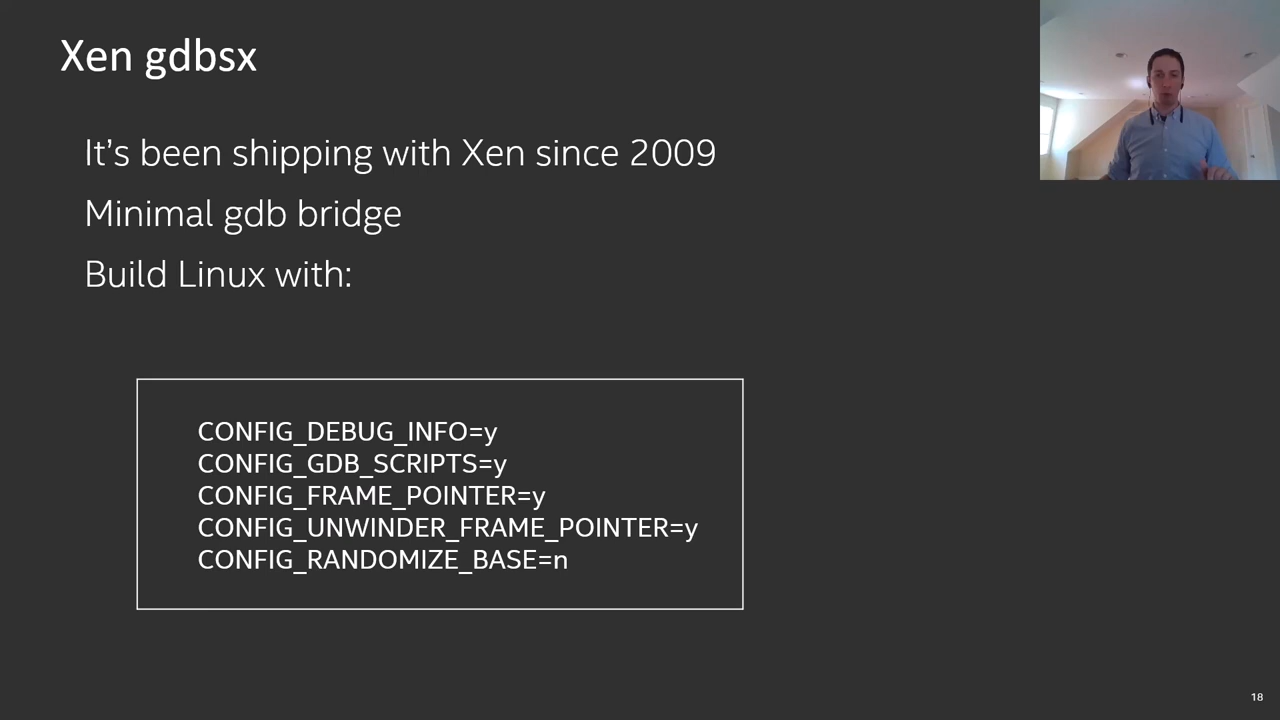 Xen gdbsx
It's been shipping with Xen since 2009
Minimal gdb bridge
Build Linux with:
CONFIG_DEBUG_INFO=y
CONFIG_GDB_SCRIPTS=y
CONFIG_FRAME_POINTER=y
CONFIG_UNWINDER_FRAME_POINTER=y
CONFIG_RANDOMIZE_BASE=n
18